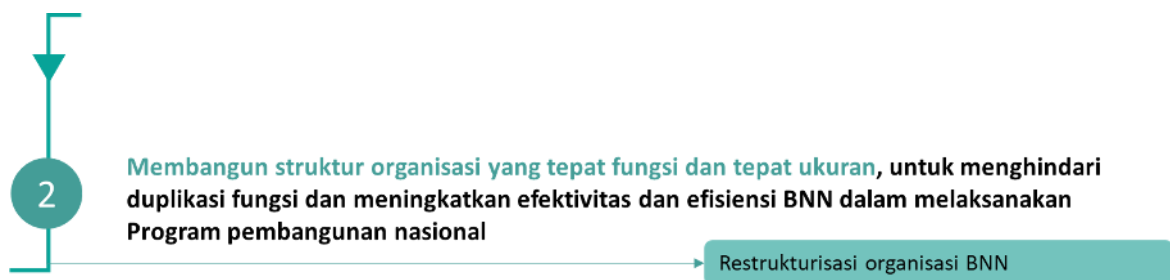 2
Membangun struktur organisasi yang tepat fungsi dan tepat ukuran, untuk menghindari
duplikasi fungsi dan meningkatkan efektivitas dan efisiensi BNN dalam melaksanakan
Program pembangunan nasional
Restrukturisasi organisasi BNN